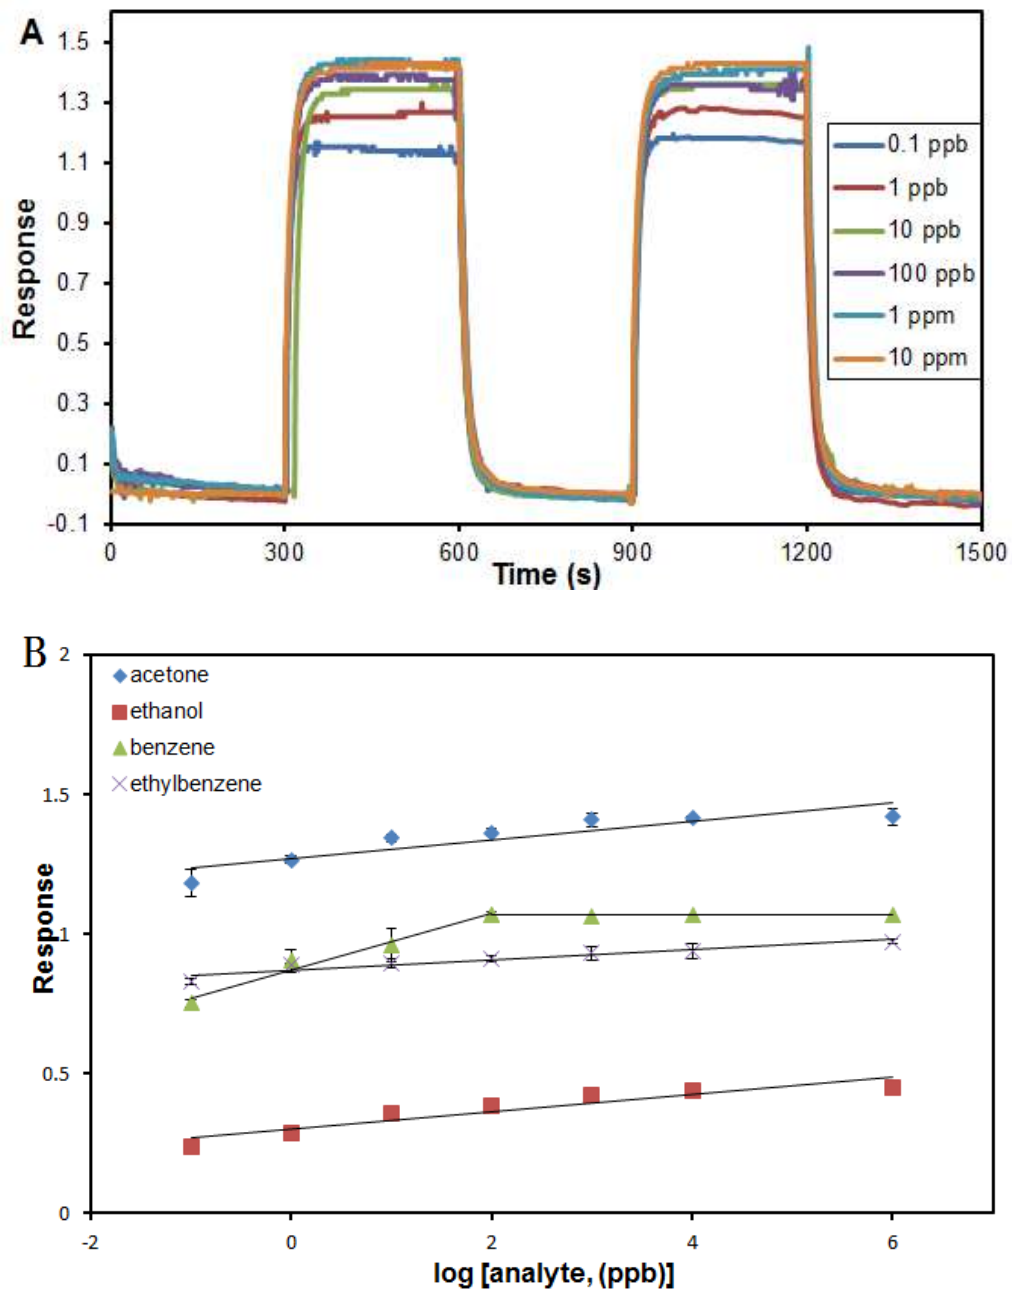 A
1.5
1.3
1.1
0.9
0.7
0.5
0.3
0.1
-0.1
Response
0.1 ppb
1 ppb
10 ppb
100 ppb
1 ppm
10 ppm
0 300 600 900 1200 1500
Time (s)
B
2
1.5
1
0.5
0
Response
acetone
ethanol
benzene
ethylbenzene
-2 0 2 4 6
log [analyte, (ppb)]